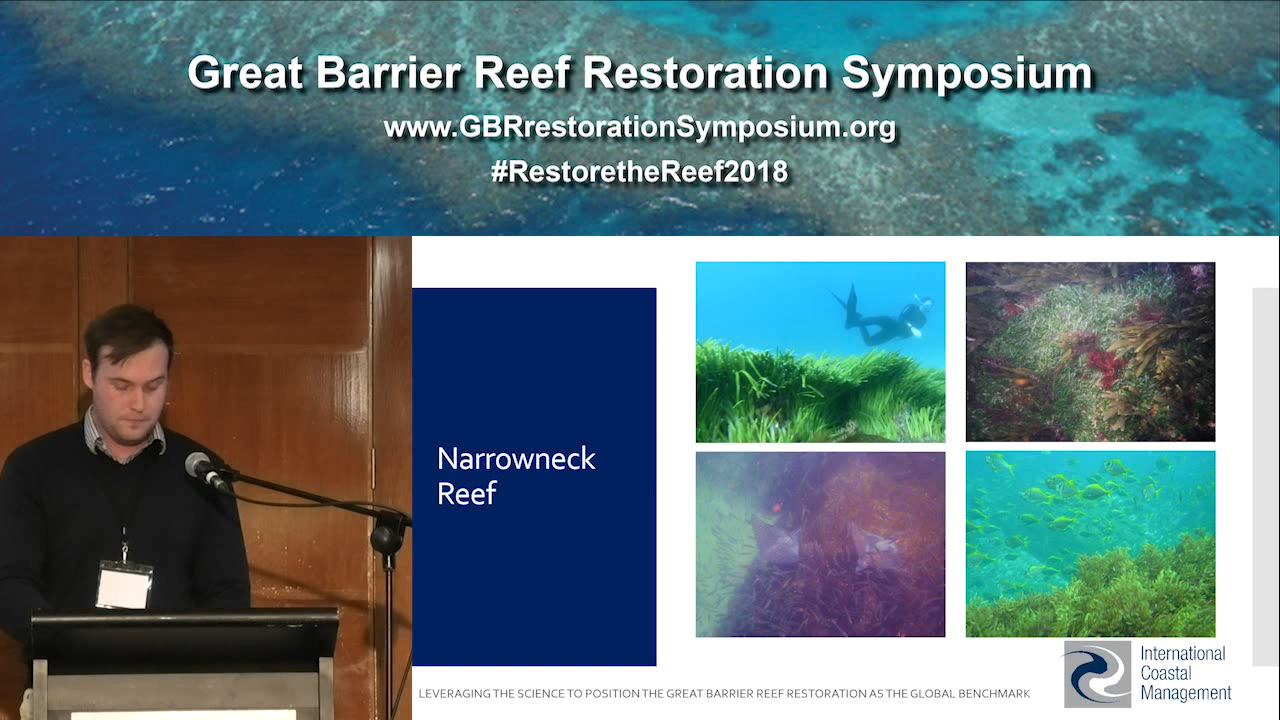 Great Barrier Reef Restoration Symposium
www.GBRrestorationSymposium.org
#RestoretheReef2018
Narrowneck
Reef
International
Coastal
Management
LEVERAGING THE SCIENCE TO POSITION THE GREAT BARRIER REEF RESTORATION AS THE GLOBAL BENCHMARK